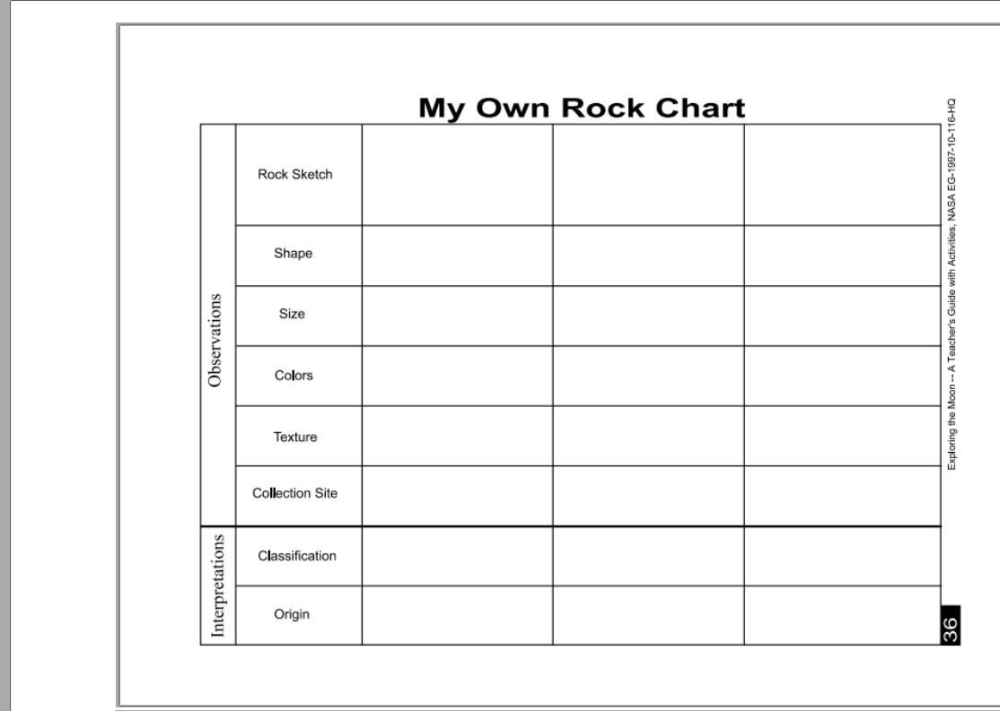 My Own Rock Chart
Observations
Rock Sketch
Shape
Size
Colors
Texture
Collection Site
Interpretations
Classification
Origin
Exploring the Moon -- A Teacher's Guide with Activities, NASA EG-1997-10-116-HQ
36